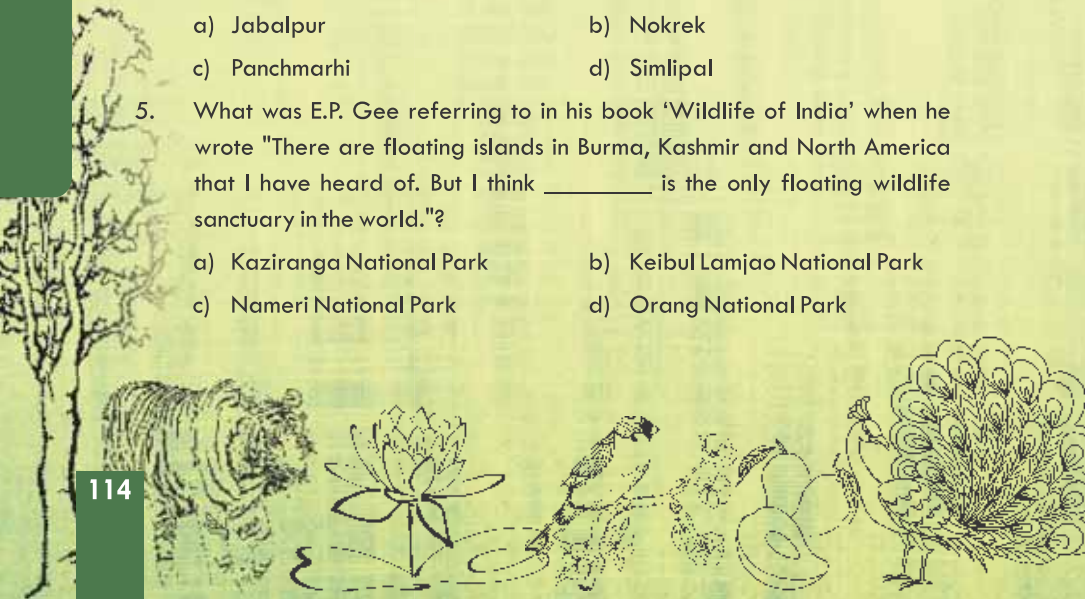 a) Jabalpur b) Nokrek
c) Panchmarhi d) Simlipal
5. What was E.P. Gee referring to in his book ‘Wildlife of India’ when he
wrote "There are floating islands in Burma, Kashmir and North America
that I have heard of. But I think _________ is the only floating wildlife
sanctuary in the world."?
a) Kaziranga National Park b) Keibul Lamjao National Park
c) Nameri National Park d) Orang National Park
114